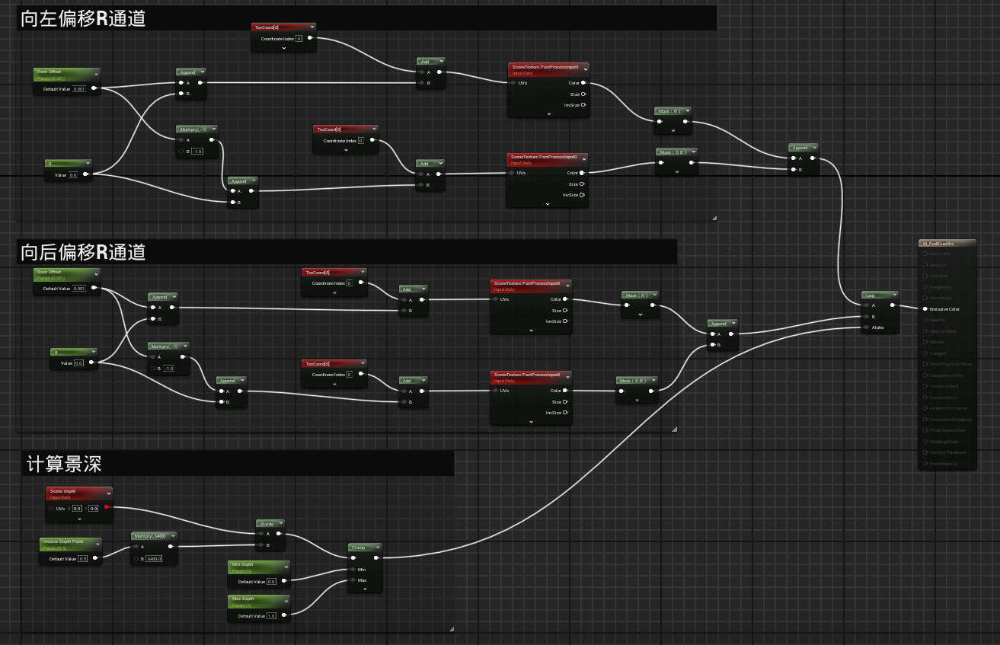 向左偏移R通道
TexCoord[0]
Coordinate Index 0
Front Offset
Param (0.001)
Default Value 0.001
Append
A
B
Add
A
B
SceneTexture:PostProcessInput0
Input Data
UVs Color
Size
InvSize
Mask ( R )
Multiply(,-1)
A
B -1.0
TexCoord[0]
Coordinate Index 0
0
Value 0.0
Append
A
B
Add
A
B
SceneTexture:PostProcessInput0
Input Data
UVs Color
Size
InvSize
Mask ( G B )
Append
A
B
向后偏移R通道
Back Offset
Param (0.001)
Default Value 0.001
Append
A
B
TexCoord[0]
Coordinate Index 0
Add
A
B
SceneTexture:PostProcessInput0
Input Data
UVs Color
Size
InvSize
Mask ( R )
0
Value 0.0
Multiply(,-1)
A
B -1.0
Append
A
B
TexCoord[0]
Coordinate Index 0
Add
A
B
SceneTexture:PostProcessInput0
Input Data
UVs Color
Size
InvSize
Mask ( G B )
Append
A
B
Lerp
A
B
Alpha
M_RedBlueMix
Base Color
Metallic
Specular
Roughness
Anisotropy
Emissive Color
Opacity
Opacity Mask
Normal
Tangent
World Position Offset
Subsurface Color
Custom Data 0
Custom Data 1
Ambient Occlusion
Refraction (Disabled)
Pixel Depth Offset
Shading Model
Surface Thickness
Front Material
计算景深
Scene Depth
Input Data
UVs X 0.0 Y 0.0
Inverse Depth Point
Param (0.5)
Default Value 0.5
Multiply(,6400)
A
B 6400.0
Divide
A
B
Min Depth
Param (0)
Default Value 0.0
Max Depth
Param (1)
Default Value 1.0
Clamp
Min
Max